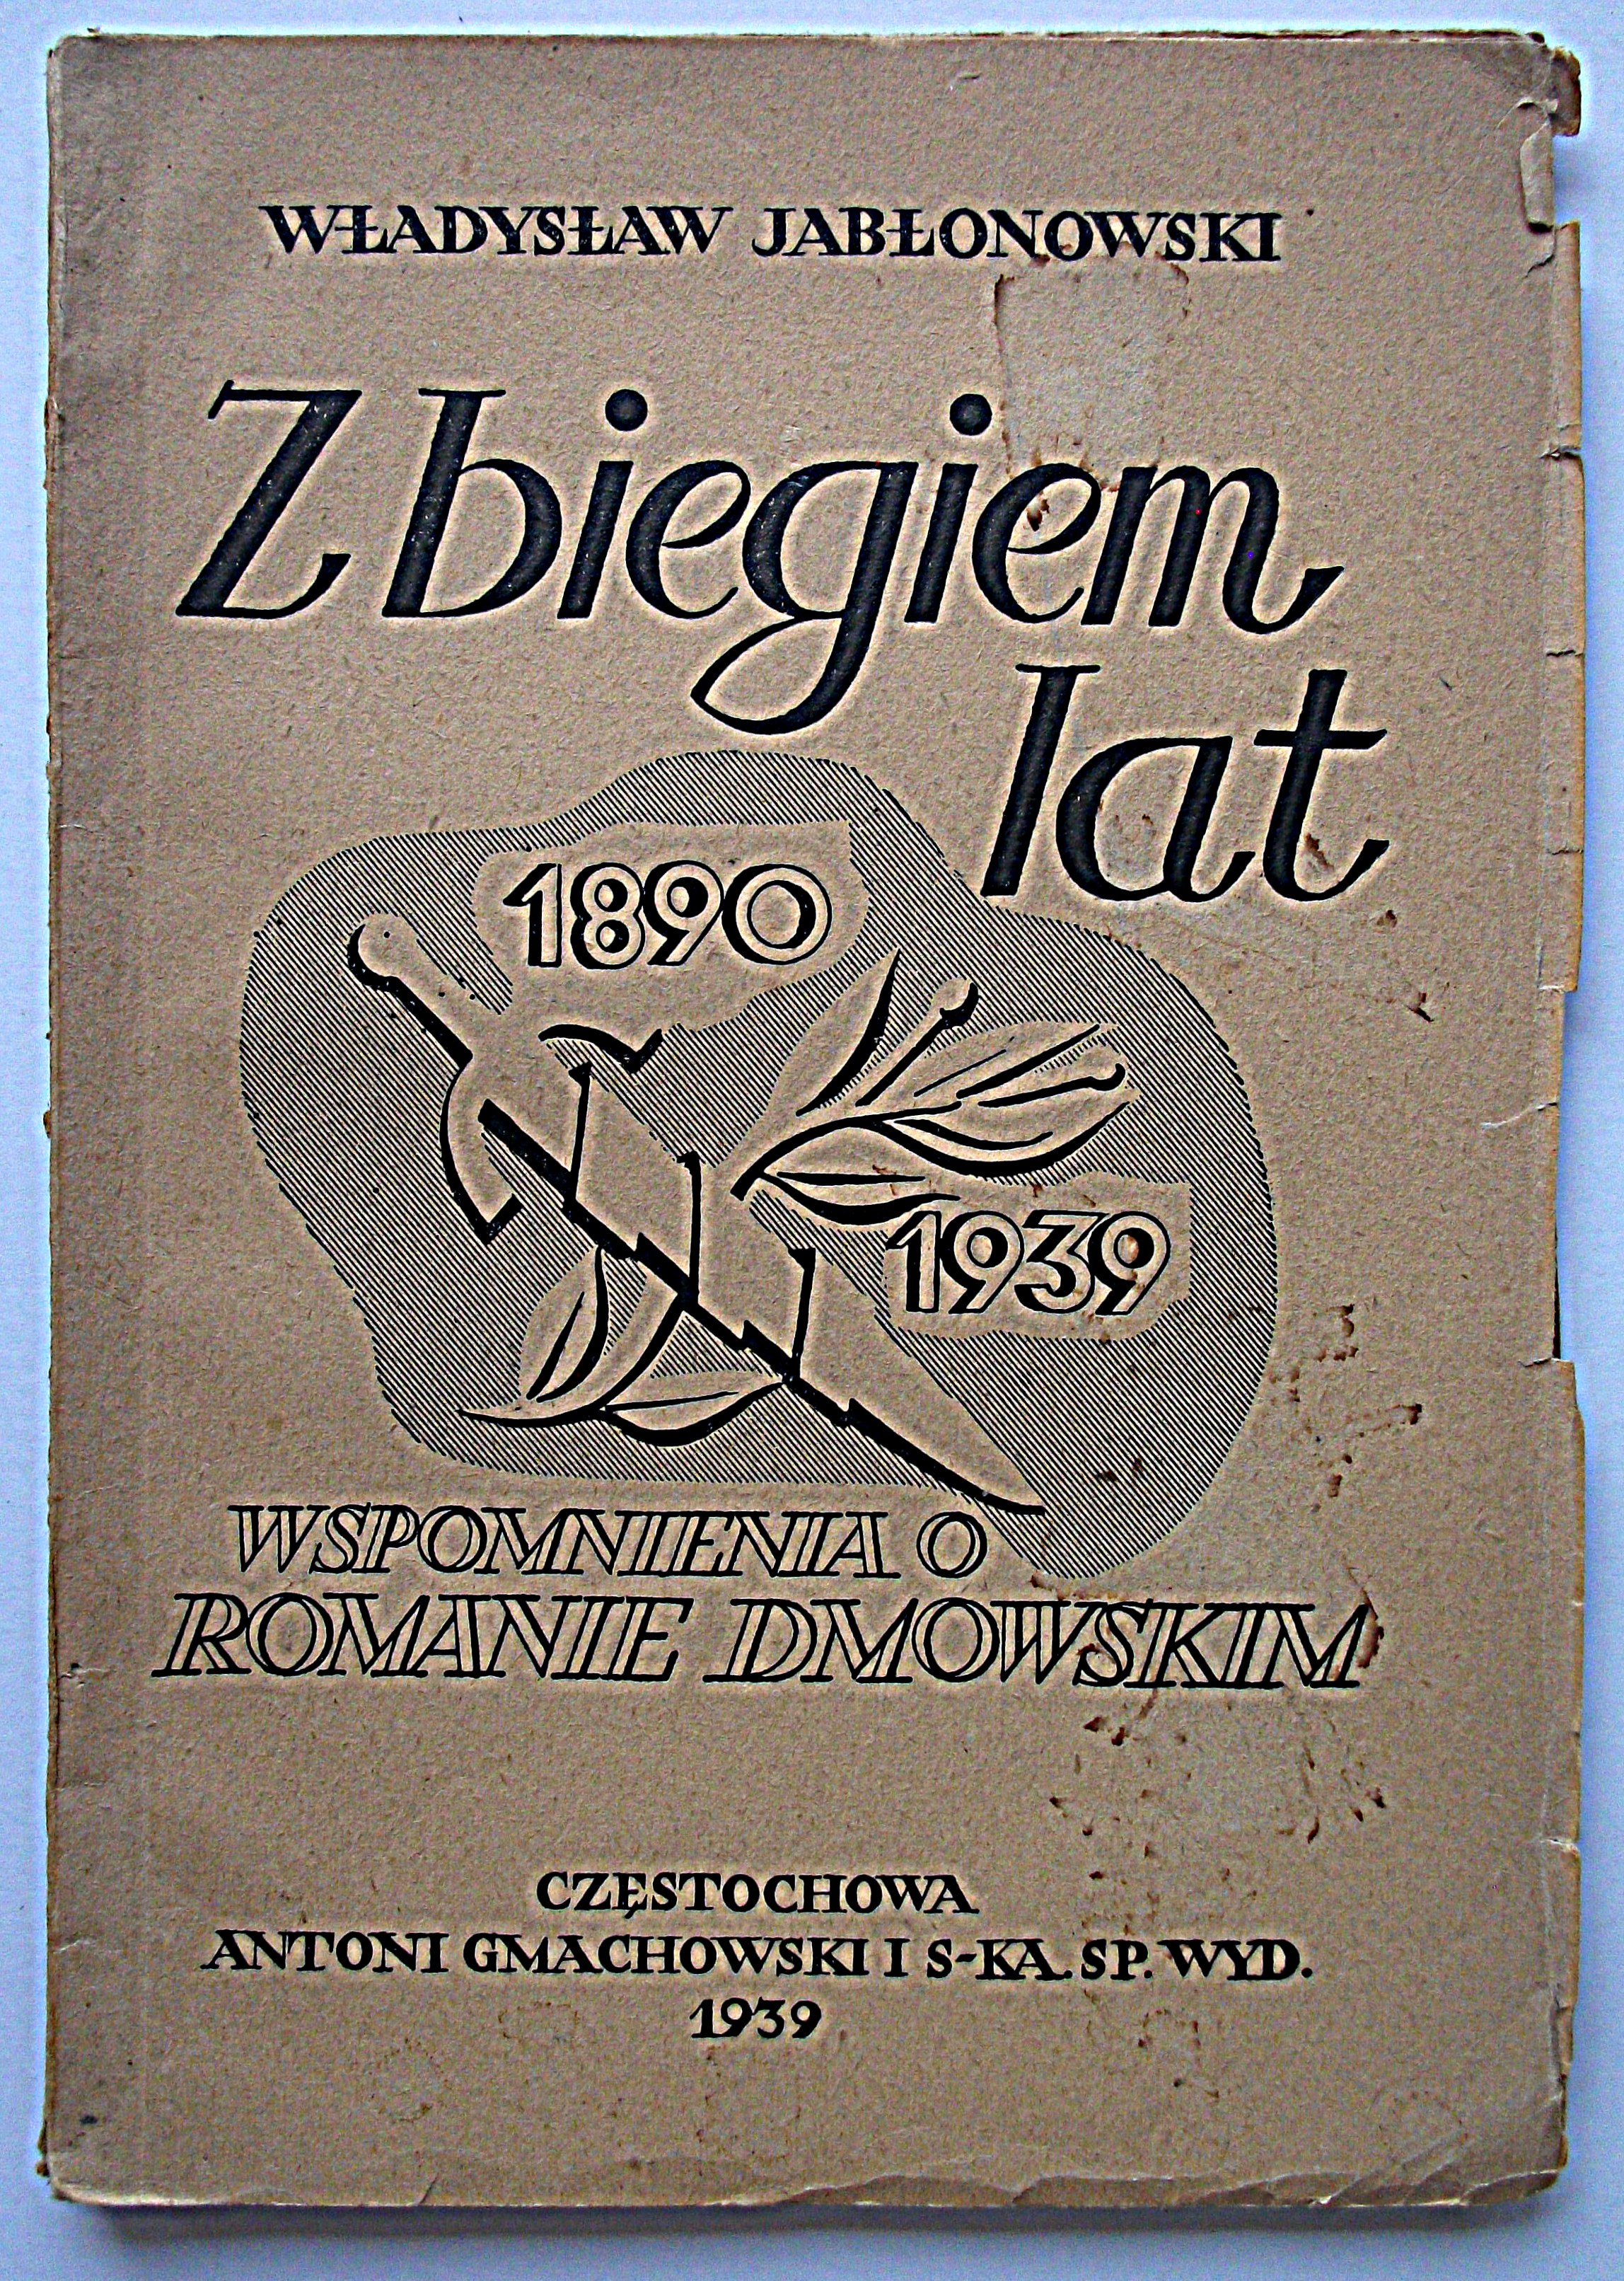 WŁADYSŁAW JABŁONOWSKI
Z biegiem
lat
1890
1939
WSPOMNIENIA O
ROMANIE DMOWSKIM
CZĘSTOCHOWA
ANTONI GMACHOWSKI I S-KA. SP. WYD.
1939